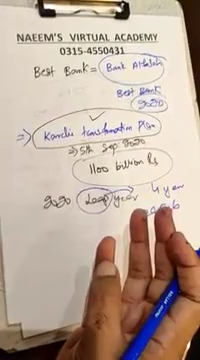 NAEEM'S VIRTUAL ACADEMY
0315-4550431
Best Bank = Bank Alfalah
Best Bank
2020
⇒ Karachi transformation Plan
⇒ 5th Sep 2020
1100 billion Rs
2020 Leap year
4 year